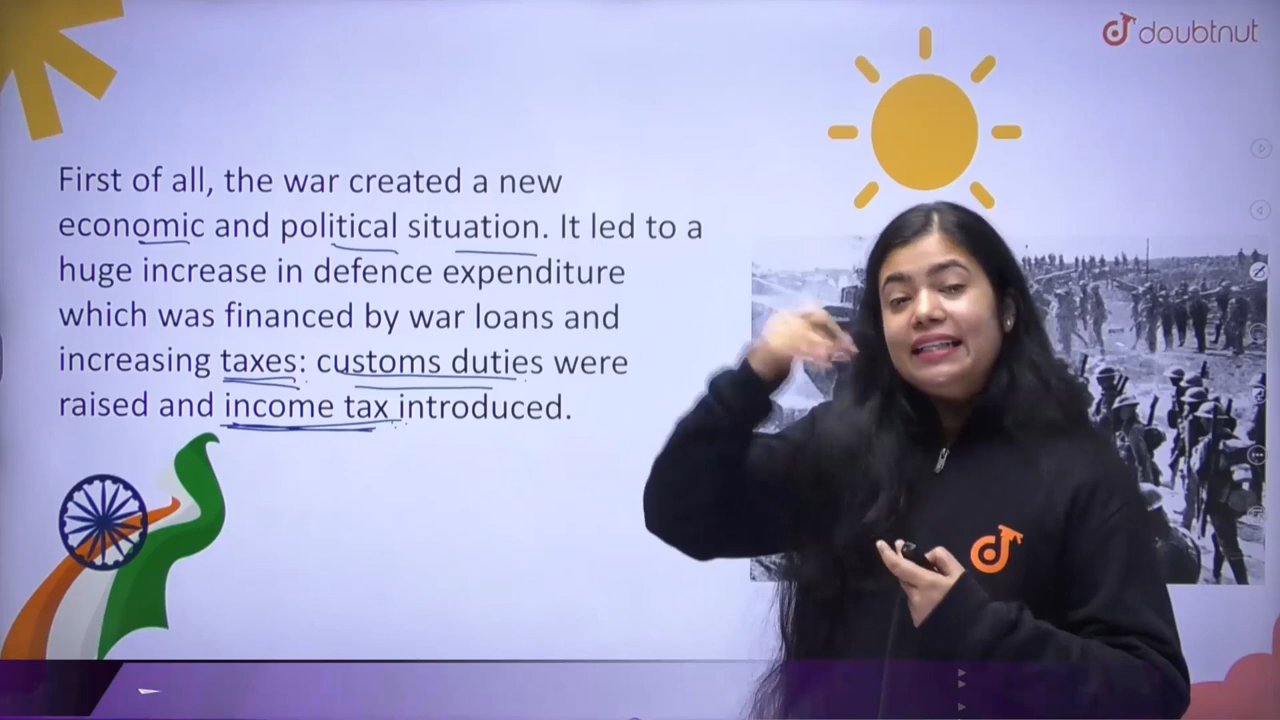 doubtnut
First of all, the war created a new
economic and political situation. It led to a
huge increase in defence expenditure
which was financed by war loans and
increasing taxes: customs duties were
raised and income tax introduced.